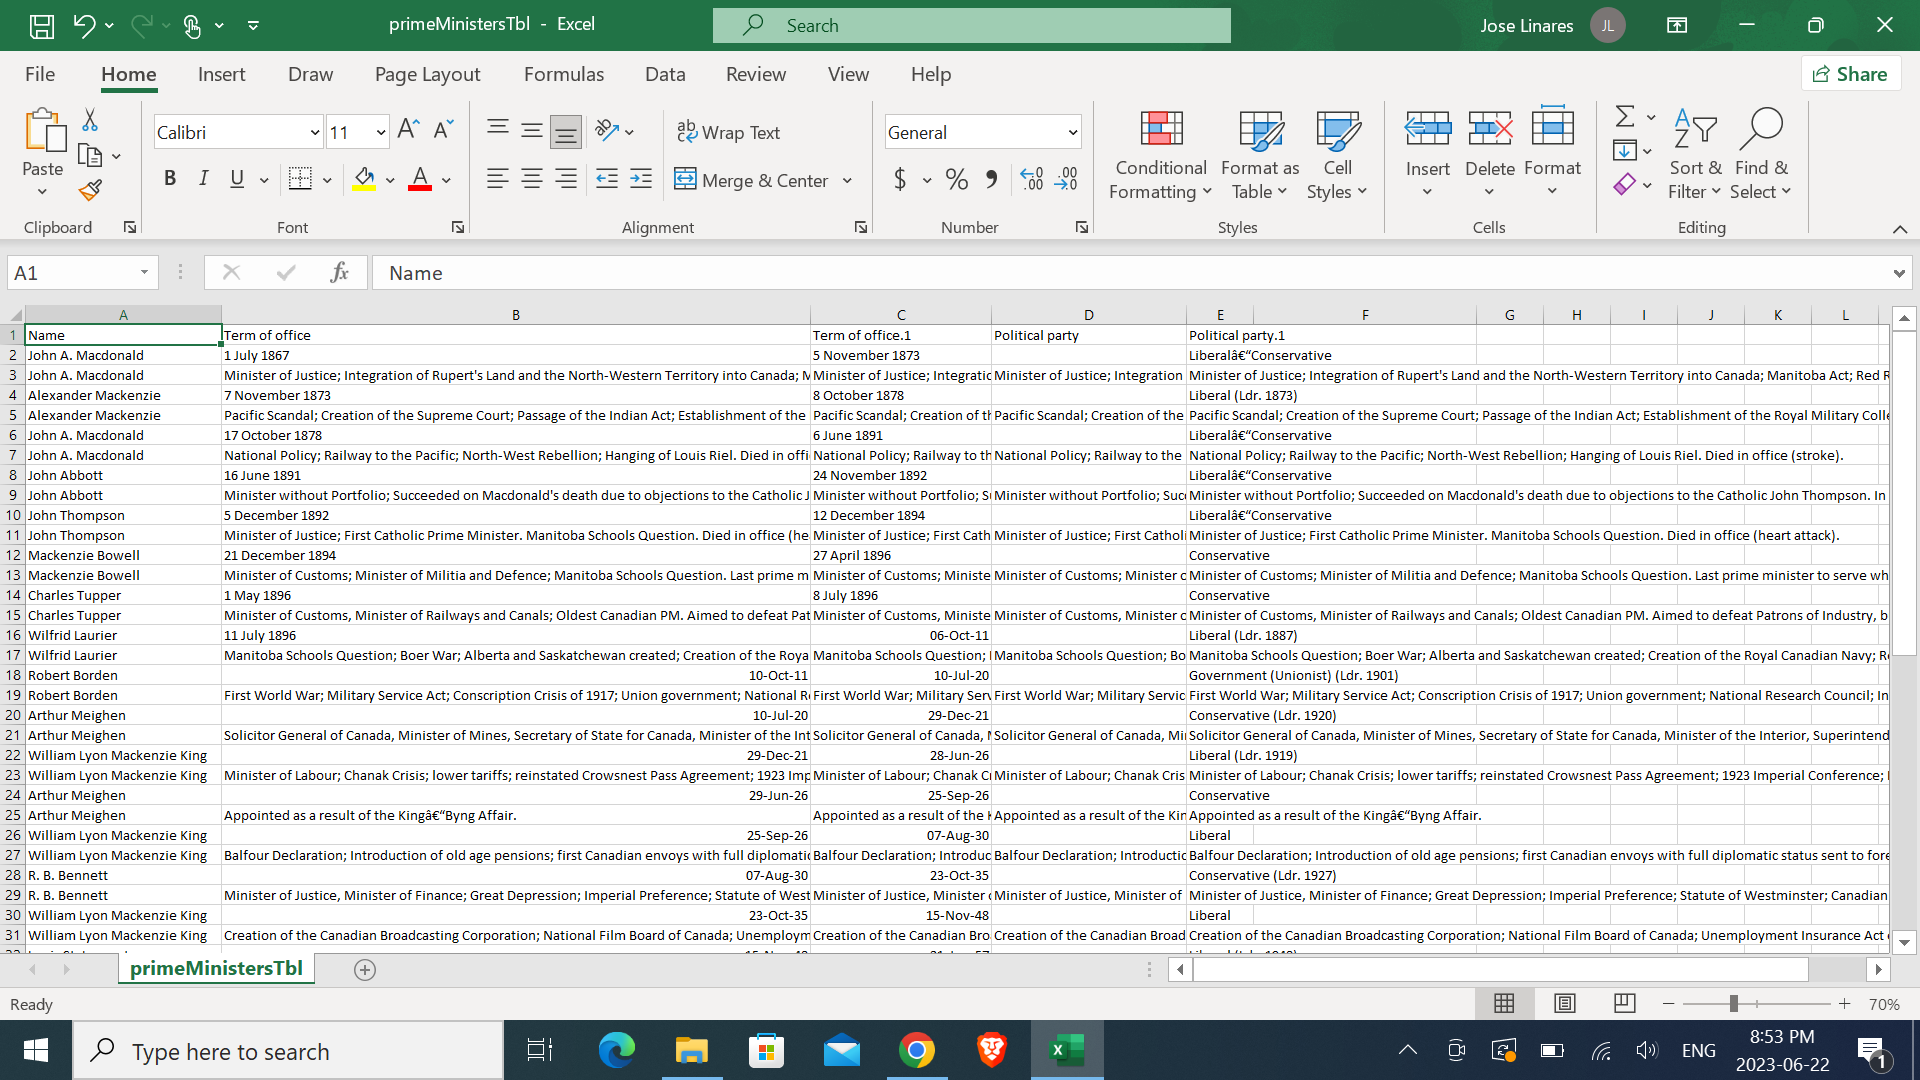 primeMinistersTbl - Excel
Search
Jose Linares
JL
File Home Insert Draw Page Layout Formulas Data Review View Help
Share
Paste
Calibri 11
Wrap Text
General
Conditional Formatting
Format as Table
Cell Styles
Insert Delete Format
Sort & Filter
Find & Select
B I U
Merge & Center
$ % 9
Clipboard Font Alignment Number Styles Cells Editing
A1 fx Name
A B C D E F G H I J K L
1 Name Term of office Term of office.1 Political party Political party.1
2 John A. Macdonald 1 July 1867 5 November 1873 Liberalâ€“Conservative
3 John A. Macdonald Minister of Justice; Integration of Rupert's Land and the North-Western Territory into Canada; M Minister of Justice; Integratic Minister of Justice; Integration Minister of Justice; Integration of Rupert's Land and the North-Western Territory into Canada; Manitoba Act; Red R
4 Alexander Mackenzie 7 November 1873 8 October 1878 Liberal (Ldr. 1873)
5 Alexander Mackenzie Pacific Scandal; Creation of the Supreme Court; Passage of the Indian Act; Establishment of the Pacific Scandal; Creation of th Pacific Scandal; Creation of the Pacific Scandal; Creation of the Supreme Court; Passage of the Indian Act; Establishment of the Royal Military Colle
6 John A. Macdonald 17 October 1878 6 June 1891 Liberalâ€“Conservative
7 John A. Macdonald National Policy; Railway to the Pacific; North-West Rebellion; Hanging of Louis Riel. Died in offi National Policy; Railway to th National Policy; Railway to the National Policy; Railway to the Pacific; North-West Rebellion; Hanging of Louis Riel. Died in office (stroke).
8 John Abbott 16 June 1891 24 November 1892 Liberalâ€“Conservative
9 John Abbott Minister without Portfolio; Succeeded on Macdonald's death due to objections to the Catholic J Minister without Portfolio; S Minister without Portfolio; Suc Minister without Portfolio; Succeeded on Macdonald's death due to objections to the Catholic John Thompson. In
10 John Thompson 5 December 1892 12 December 1894 Liberalâ€“Conservative
11 John Thompson Minister of Justice; First Catholic Prime Minister. Manitoba Schools Question. Died in office (he Minister of Justice; First Cath Minister of Justice; First Catholi Minister of Justice; First Catholic Prime Minister. Manitoba Schools Question. Died in office (heart attack).
12 Mackenzie Bowell 21 December 1894 27 April 1896 Conservative
13 Mackenzie Bowell Minister of Customs; Minister of Militia and Defence; Manitoba Schools Question. Last prime m Minister of Customs; Ministe Minister of Customs; Minister c Minister of Customs; Minister of Militia and Defence; Manitoba Schools Question. Last prime minister to serve wh
14 Charles Tupper 1 May 1896 8 July 1896 Conservative
15 Charles Tupper Minister of Customs, Minister of Railways and Canals; Oldest Canadian PM. Aimed to defeat Pat Minister of Customs, Ministe Minister of Customs, Minister c Minister of Customs, Minister of Railways and Canals; Oldest Canadian PM. Aimed to defeat Patrons of Industry, b
16 Wilfrid Laurier 11 July 1896 06-Oct-11 Liberal (Ldr. 1887)
17 Wilfrid Laurier Manitoba Schools Question; Boer War; Alberta and Saskatchewan created; Creation of the Roya Manitoba Schools Question; Manitoba Schools Question; Bo Manitoba Schools Question; Boer War; Alberta and Saskatchewan created; Creation of the Royal Canadian Navy; R
18 Robert Borden 10-Oct-11 10-Jul-20 Government (Unionist) (Ldr. 1901)
19 Robert Borden First World War; Military Service Act; Conscription Crisis of 1917; Union government; National R First World War; Military Serv First World War; Military Servic First World War; Military Service Act; Conscription Crisis of 1917; Union government; National Research Council; In
20 Arthur Meighen 10-Jul-20 29-Dec-21 Conservative (Ldr. 1920)
21 Arthur Meighen Solicitor General of Canada, Minister of Mines, Secretary of State for Canada, Minister of the Int Solicitor General of Canada, M Solicitor General of Canada, Mi Solicitor General of Canada, Minister of Mines, Secretary of State for Canada, Minister of the Interior, Superintend
22 William Lyon Mackenzie King 29-Dec-21 28-Jun-26 Liberal (Ldr. 1919)
23 William Lyon Mackenzie King Minister of Labour; Chanak Crisis; lower tariffs; reinstated Crowsnest Pass Agreement; 1923 Imp Minister of Labour; Chanak C Minister of Labour; Chanak Cris Minister of Labour; Chanak Crisis; lower tariffs; reinstated Crowsnest Pass Agreement; 1923 Imperial Conference;
24 Arthur Meighen 29-Jun-26 25-Sep-26 Conservative
25 Arthur Meighen Appointed as a result of the Kingâ€“Byng Affair. Appointed as a result of the K Appointed as a result of the Kin Appointed as a result of the Kingâ€“Byng Affair.
26 William Lyon Mackenzie King 25-Sep-26 07-Aug-30 Liberal
27 William Lyon Mackenzie King Balfour Declaration; Introduction of old age pensions; first Canadian envoys with full diplomatic Balfour Declaration; Introduc Balfour Declaration; Introductic Balfour Declaration; Introduction of old age pensions; first Canadian envoys with full diplomatic status sent to fore
28 R. B. Bennett 07-Aug-30 23-Oct-35 Conservative (Ldr. 1927)
29 R. B. Bennett Minister of Justice, Minister of Finance; Great Depression; Imperial Preference; Statute of West Minister of Justice, Minister Minister of Justice, Minister of Minister of Justice, Minister of Finance; Great Depression; Imperial Preference; Statute of Westminster; Canadian
30 William Lyon Mackenzie King 23-Oct-35 15-Nov-48 Liberal
31 William Lyon Mackenzie King Creation of the Canadian Broadcasting Corporation; National Film Board of Canada; Unemploym Creation of the Canadian Bro Creation of the Canadian Broad Creation of the Canadian Broadcasting Corporation; National Film Board of Canada; Unemployment Insurance Act
primeMinistersTbl
Ready
70%
Type here to search
ENG
8:53 PM
2023-06-22
1